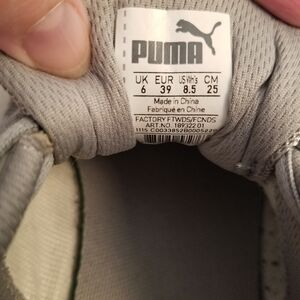 PUMA
UK EUR US Wn's CM
6 39 8.5 25
Made in China
Fabriqué en Chine
FACTORY FTWDS/FCNDS
ART.NO. 189322 01